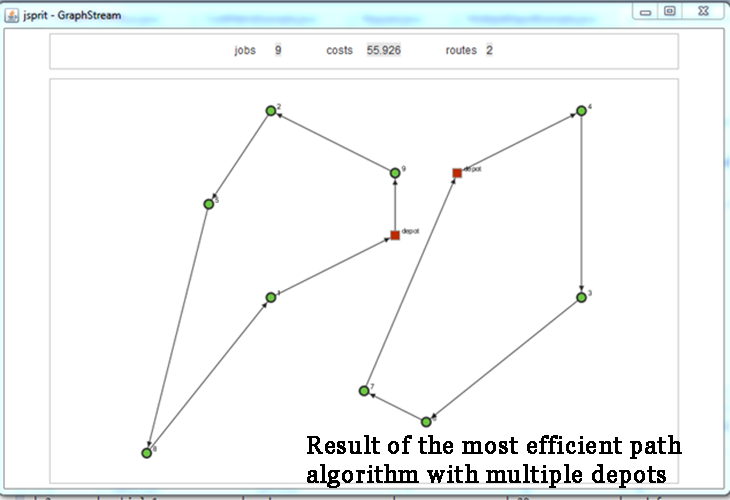 jsprit - GraphStream
jobs 9 costs 55.926 routes 2
2
4
9
depot
5
depot
1
3
7
6
8
Result of the most efficient path
algorithm with multiple depots